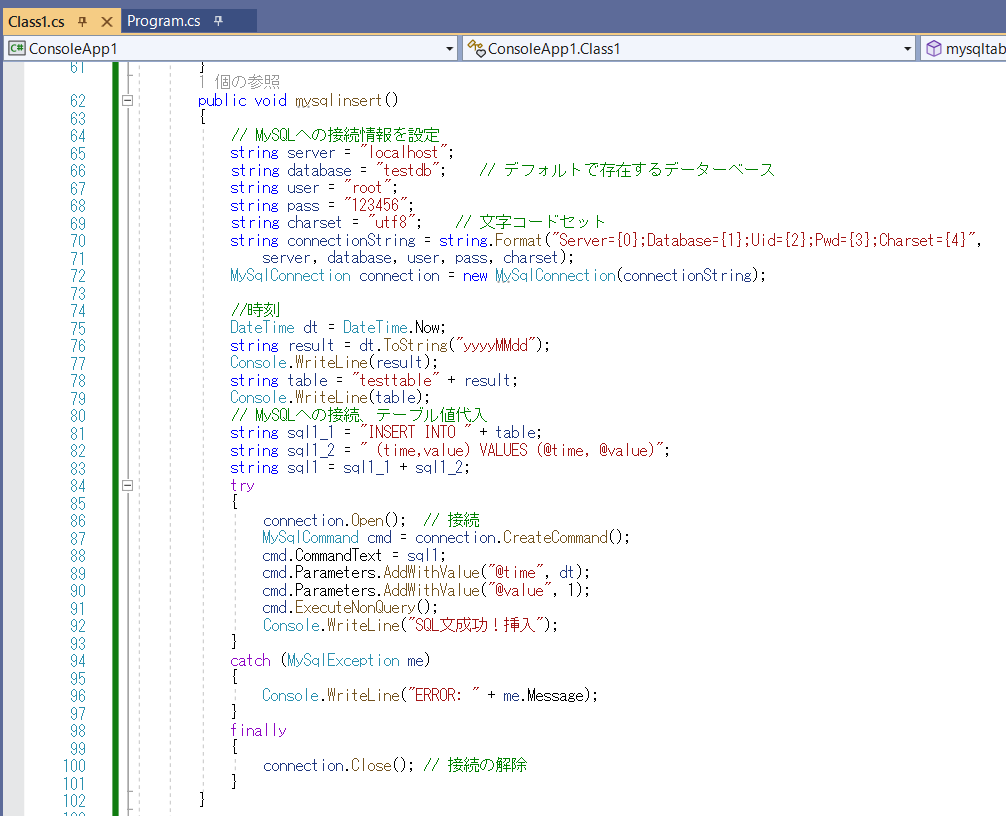 Class1.cs Program.cs
C# ConsoleApp1 ConsoleApp1.Class1 mysqltab
61 }
1 個の参照
62 public void mysqlinsert()
63 {
64 // MySQLへの接続情報を設定
65 string server = "localhost";
66 string database = "testdb"; // デフォルトで存在するデーターベース
67 string user = "root";
68 string pass = "123456";
69 string charset = "utf8"; // 文字コードセット
70 string connectionString = string.Format("Server={0};Database={1};Uid={2};Pwd={3};Charset={4}",
71 server, database, user, pass, charset);
72 MySqlConnection connection = new MySqlConnection(connectionString);
73
74 //時刻
75 DateTime dt = DateTime.Now;
76 string result = dt.ToString("yyyyMMdd");
77 Console.WriteLine(result);
78 string table = "testtable" + result;
79 Console.WriteLine(table);
80 // MySQLへの接続、テーブル値代入
81 string sql1_1 = "INSERT INTO " + table;
82 string sql1_2 = " (time,value) VALUES (@time, @value)";
83 string sql1 = sql1_1 + sql1_2;
84 try
85 {
86 connection.Open(); // 接続
87 MySqlCommand cmd = connection.CreateCommand();
88 cmd.CommandText = sql1;
89 cmd.Parameters.AddWithValue("@time", dt);
90 cmd.Parameters.AddWithValue("@value", 1);
91 cmd.ExecuteNonQuery();
92 Console.WriteLine("SQL文成功！挿入");
93 }
94 catch (MySqlException me)
95 {
96 Console.WriteLine("ERROR: " + me.Message);
97 }
98 finally
99 {
100 connection.Close(); // 接続の解除
101 }
102 }